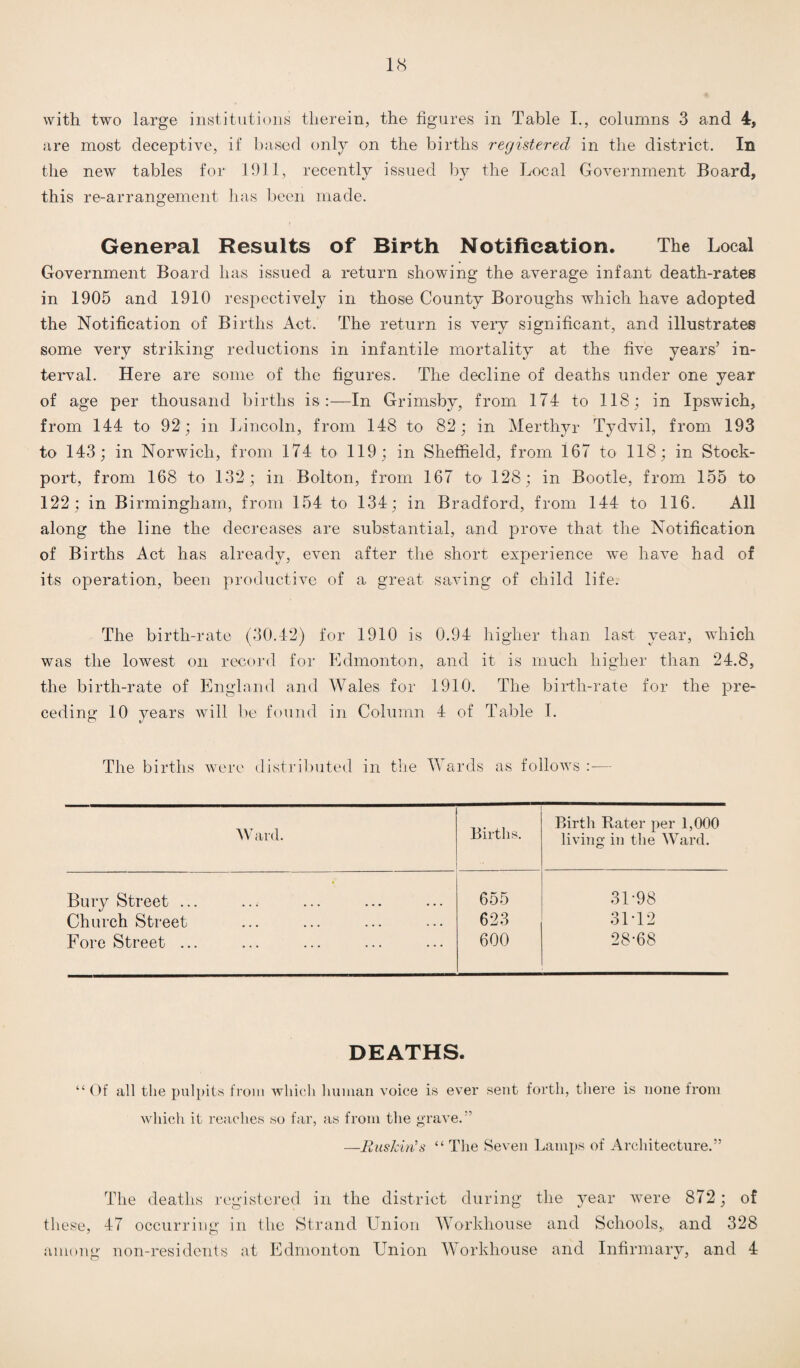 18
with two large institutions therein, the figures in Table I., columns 3 and 4,
are most deceptive, if based only on the births registered in the district. In
the new tables for 1911, recently issued by the Local Government Board,
this re-arrangement has been made.
General Results of Birth Notification. The Local
Government Board has issued a return showing the average infant death-rates
in 1905 and 1910 respectively in those County Boroughs which have adopted
the Notification of Births Act. The return is very significant, and illustrates
some very striking reductions in infantile mortality at the five years' in-
terval. Here are some of the figures. The decline of deaths under one year
of age per thousand births is :—In Grimsby, from 174 to 118; in Ipswich,
from 144 to 92; in Lincoln, from 148 to 82; in Merthyr Tydvil, from 193
to 143; in Norwich, from 174 to 119; in Sheffield, from 167 to 118; in Stock-
port, from 168 to 132; in Bolton, from 167 to 128; in Bootle, from 155 to
122; in Birmingham, from 154 to 134; in Bradford, from 144 to 116. All
along the line the decreases are substantial, and prove that the Notification
of Births Act has already, even after the short experience we have had of
its operation, been productive of a great saving of child life.
The birth-rate (30.42) for 1910 is 0.94 higher than last year, which
was the lowest on record for Edmonton, and it is much higher than 24.8,
the birth-rate of England and Wales for 1910. The birth-rate for the pre-
ceding 10 years will be found in Column 4 of Table I.
The births were distributed in the Wards as follows :—
Ward. Births. Birth Rater per 1,000
living in the Ward.
Bury Street ... ... ... ... ... 655 31·98
Church Street ... ... ... ... 623 31·12
Fore Street ... ... ... ... ... 600 28·68
DEATHS.
“Of all the pulpits from which human voice is ever sent forth, there is none from
which it reaches so far, as from the grave.”
—Ruskin's “The Seven Lamps of Architecture.”
The deaths registered in the district during the year were 872; of
these, 47 occurring in the Strand Union Workhouse and Schools, and 328
among non-residents at Edmonton Union Workhouse and Infirmary, and 4